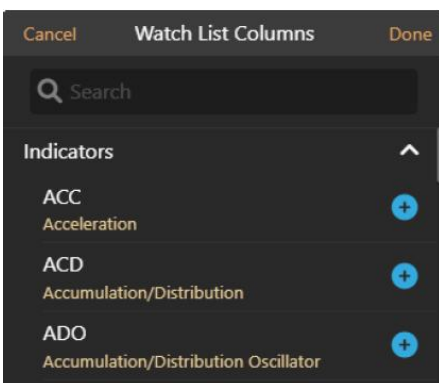 Cancel Watch List Columns Done
Search
Indicators
ACC
Acceleration
ACD
Accumulation/Distribution
ADO
Accumulation/Distribution Oscillator